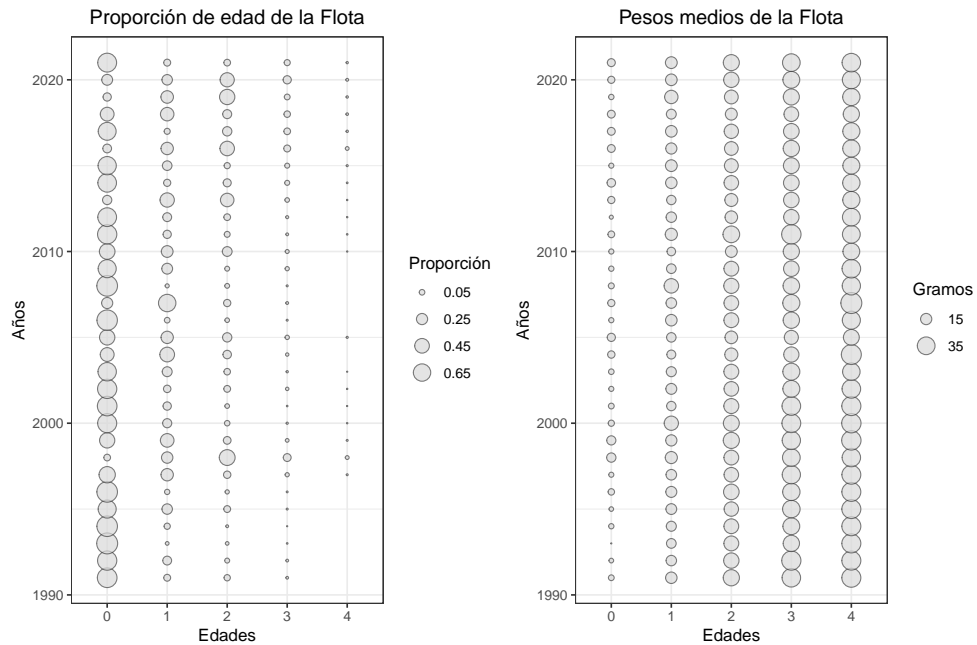 Proporción de edad de la Flota
2020
2010
2000
1990
Años
0 1 2 3 4
Edades
Proporción
0.05
0.25
0.45
0.65
Pesos medios de la Flota
2020
2010
2000
1990
Años
0 1 2 3 4
Edades
Gramos
15
35